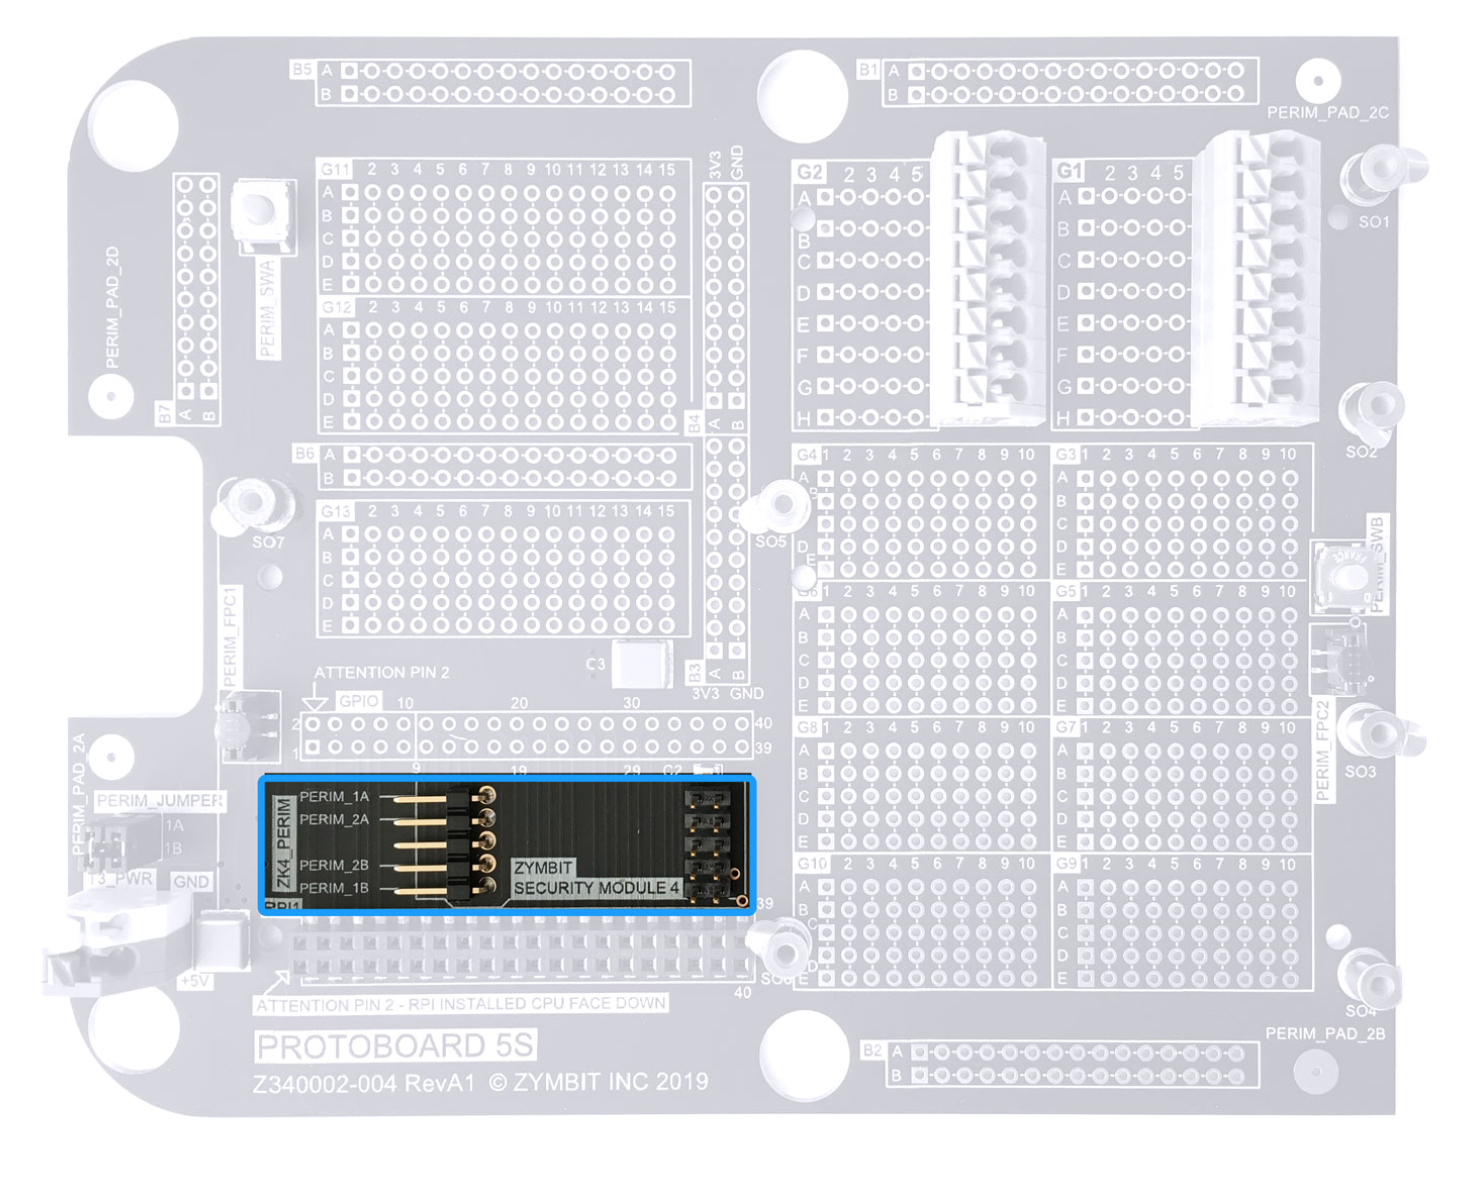 B5 A
B
B1 A
B
PERIM_PAD_2C
G11 2 3 4 5 6 7 8 9 10 11 12 13 14 15
A
B
C
D
E
3V3 GND
G2 2 3 4 5
A
B
C
D
E
F
G
H
G1 2 3 4 5
A
B
C
D
E
F
G
H
SO1
PERIM_PAD_2D
PERIM_SWA
B7 A B
G12 2 3 4 5 6 7 8 9 10 11 12 13 14 15
A
B
C
D
E
B4 A B
SO2
B6 A
B
G4 1 2 3 4 5 6 7 8 9 10
A
D
E
G3 1 2 3 4 5 6 7 8 9 10
A
B
C
D
E
G13 2 3 4 5 6 7 8 9 10 11 12 13 14 15
A
B
C
D
E
SO7
SO5
PERIM_SWB
G6 1 2 3 4 5 6 7 8 9 10
A
B
C
D
E
G5 1 2 3 4 5 6 7 8 9 10
A
B
C
D
E
PERIM_FPC1
C3
B3 A B
3V3 GND
ATTENTION PIN 2
GPIO 10 20 30
2 40
1 39
9 19 29 C2
G8 1 2 3 4 5 6 7 8 9 10
A
B
C
D
E
G7 1 2 3 4 5 6 7 8 9 10
A
B
C
D
E
PERIM_FPC2
SO3
PERIM_PAD_2A
PERIM_JUMPER
1A
1B
GND
+5V
ZK4_PERIM
PERIM_1A
PERIM_2A
PERIM_2B
PERIM_1B
ZYMBIT
SECURITY MODULE 4
RPI1
39
G10 1 2 3 4 5 6 7 8 9 10
A
B
C
D
E
G9 1 2 3 4 5 6 7 8 9 10
A
B
C
D
E
40
SO4
ATTENTION PIN 2 - RPI INSTALLED CPU FACE DOWN
PROTOBOARD 5S
Z340002-004 RevA1 © ZYMBIT INC 2019
B2 A
B
PERIM_PAD_2B